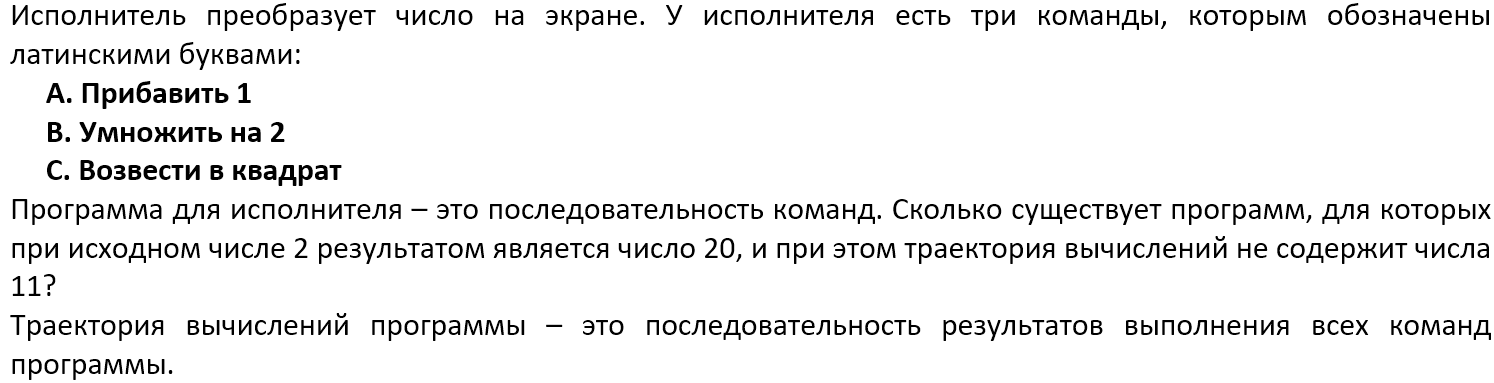 Исполнитель преобразует число на экране. У исполнителя есть три команды, которым обозначены
латинскими буквами:
A. Прибавить 1
B. Умножить на 2
C. Возвести в квадрат
Программа для исполнителя – это последовательность команд. Сколько существует программ, для которых
при исходном числе 2 результатом является число 20, и при этом траектория вычислений не содержит числа
11?
Траектория вычислений программы – это последовательность результатов выполнения всех команд
программы.